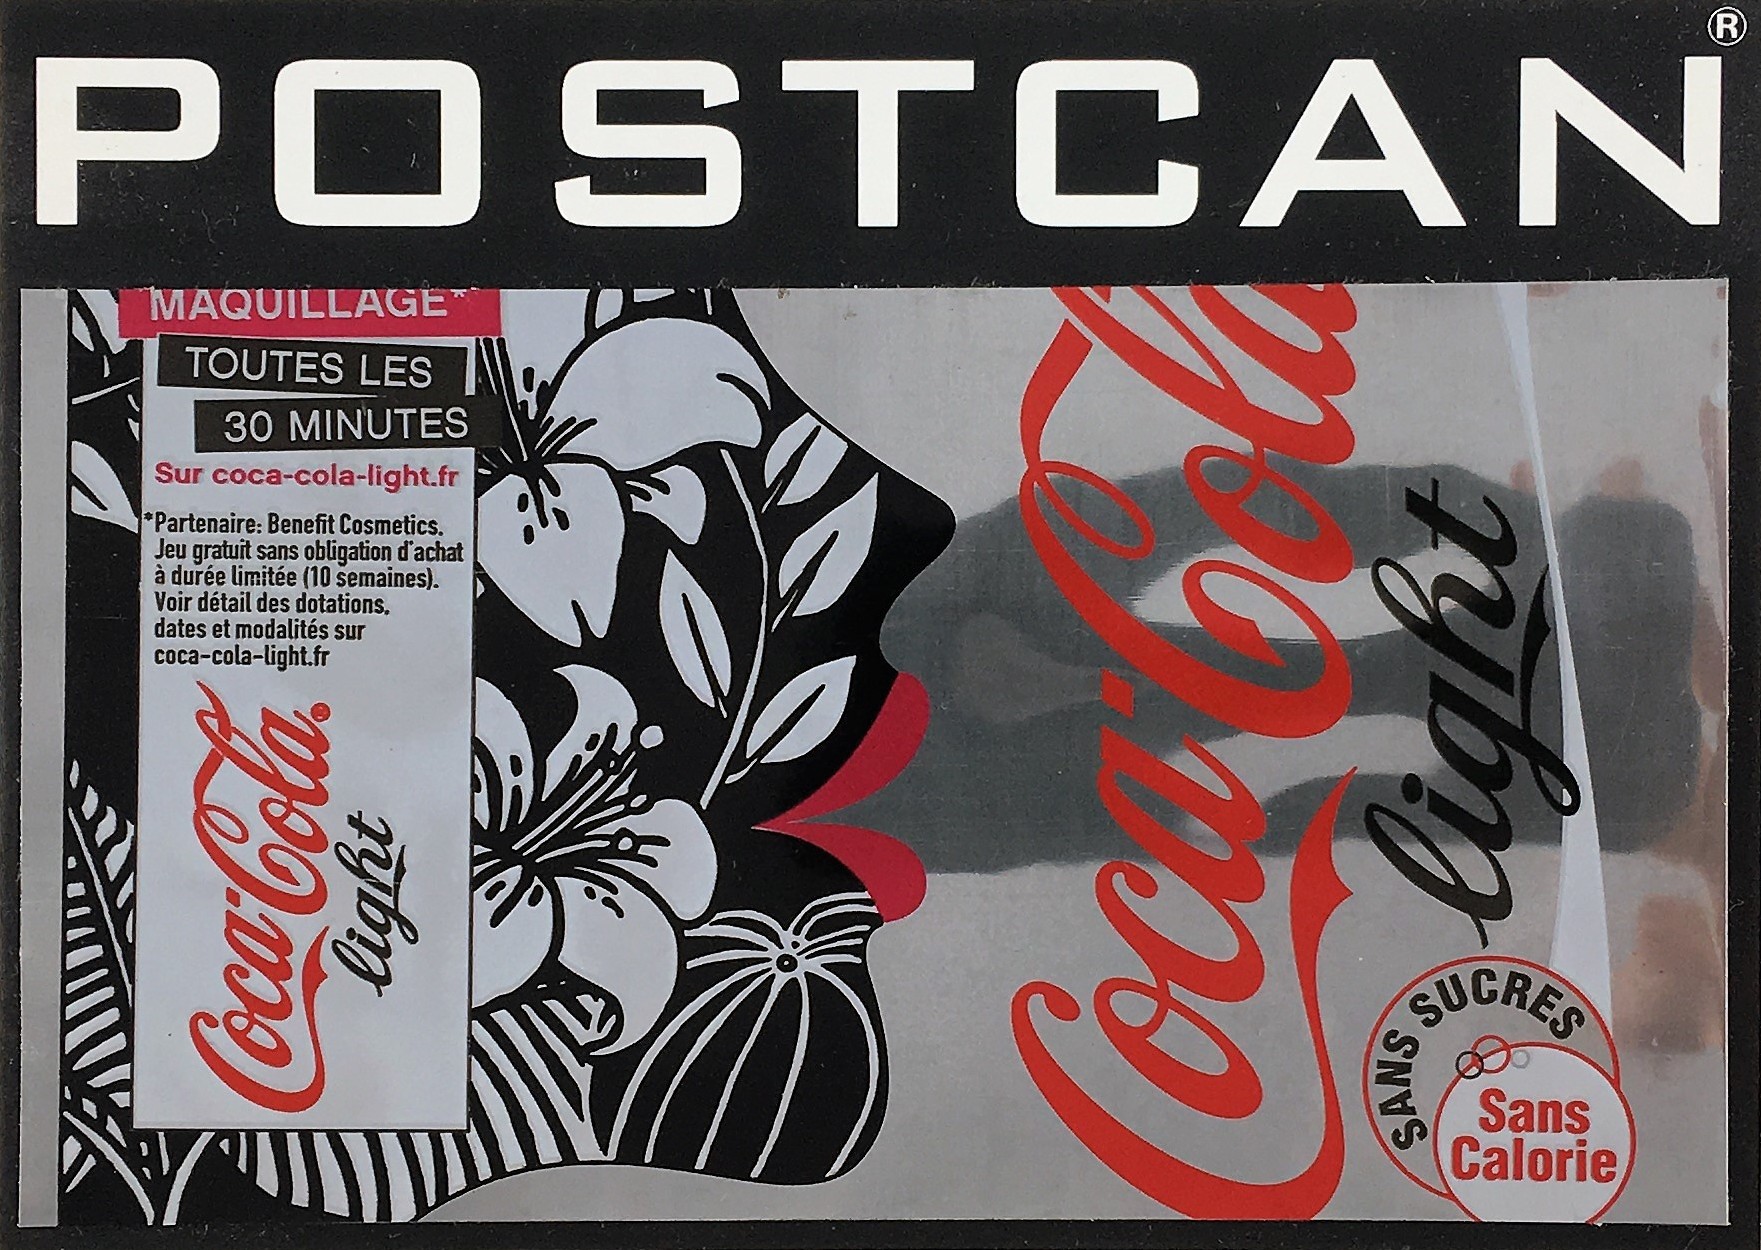 POSTCAN®
MAQUILLAGE*
TOUTES LES
30 MINUTES
Sur coca-cola-light.fr
*Partenaire: Benefit Cosmetics.
Jeu gratuit sans obligation d'achat
à durée limitée (10 semaines).
Voir détail des dotations,
dates et modalités sur
coca-cola-light.fr
Coca-Cola®
light
Coca-Cola
light
SANS SUCRES
Sans
Calorie